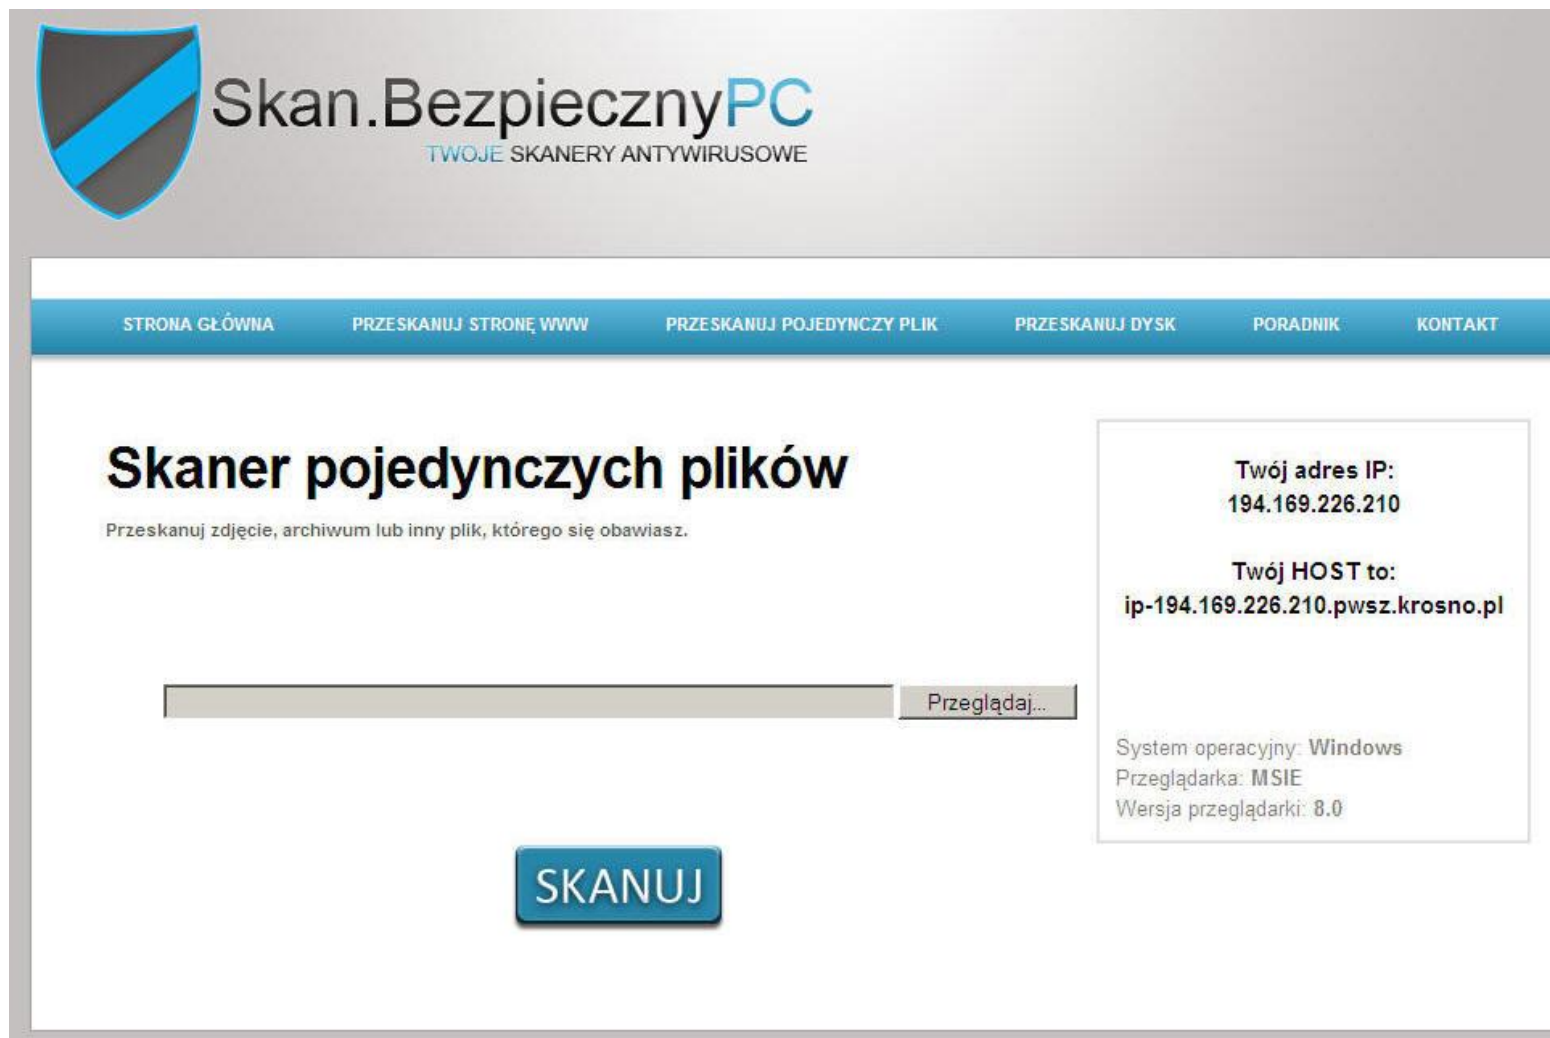 Skan.BezpiecznyPC
TWOJE SKANERY ANTYWIRUSOWE
STRONA GŁÓWNA PRZESKANUJ STRONĘ WWW PRZESKANUJ POJEDYNCZY PLIK PRZESKANUJ DYSK PORADNIK KONTAKT
Skaner pojedynczych plików
Przeskanuj zdjęcie, archiwum lub inny plik, którego się obawiasz.
Przeglądaj...
SKANUJ
Twój adres IP:
194.169.226.210
Twój HOST to:
ip-194.169.226.210.pwsz.krosno.pl
System operacyjny: Windows
Przeglądarka: MSIE
Wersja przeglądarki: 8.0